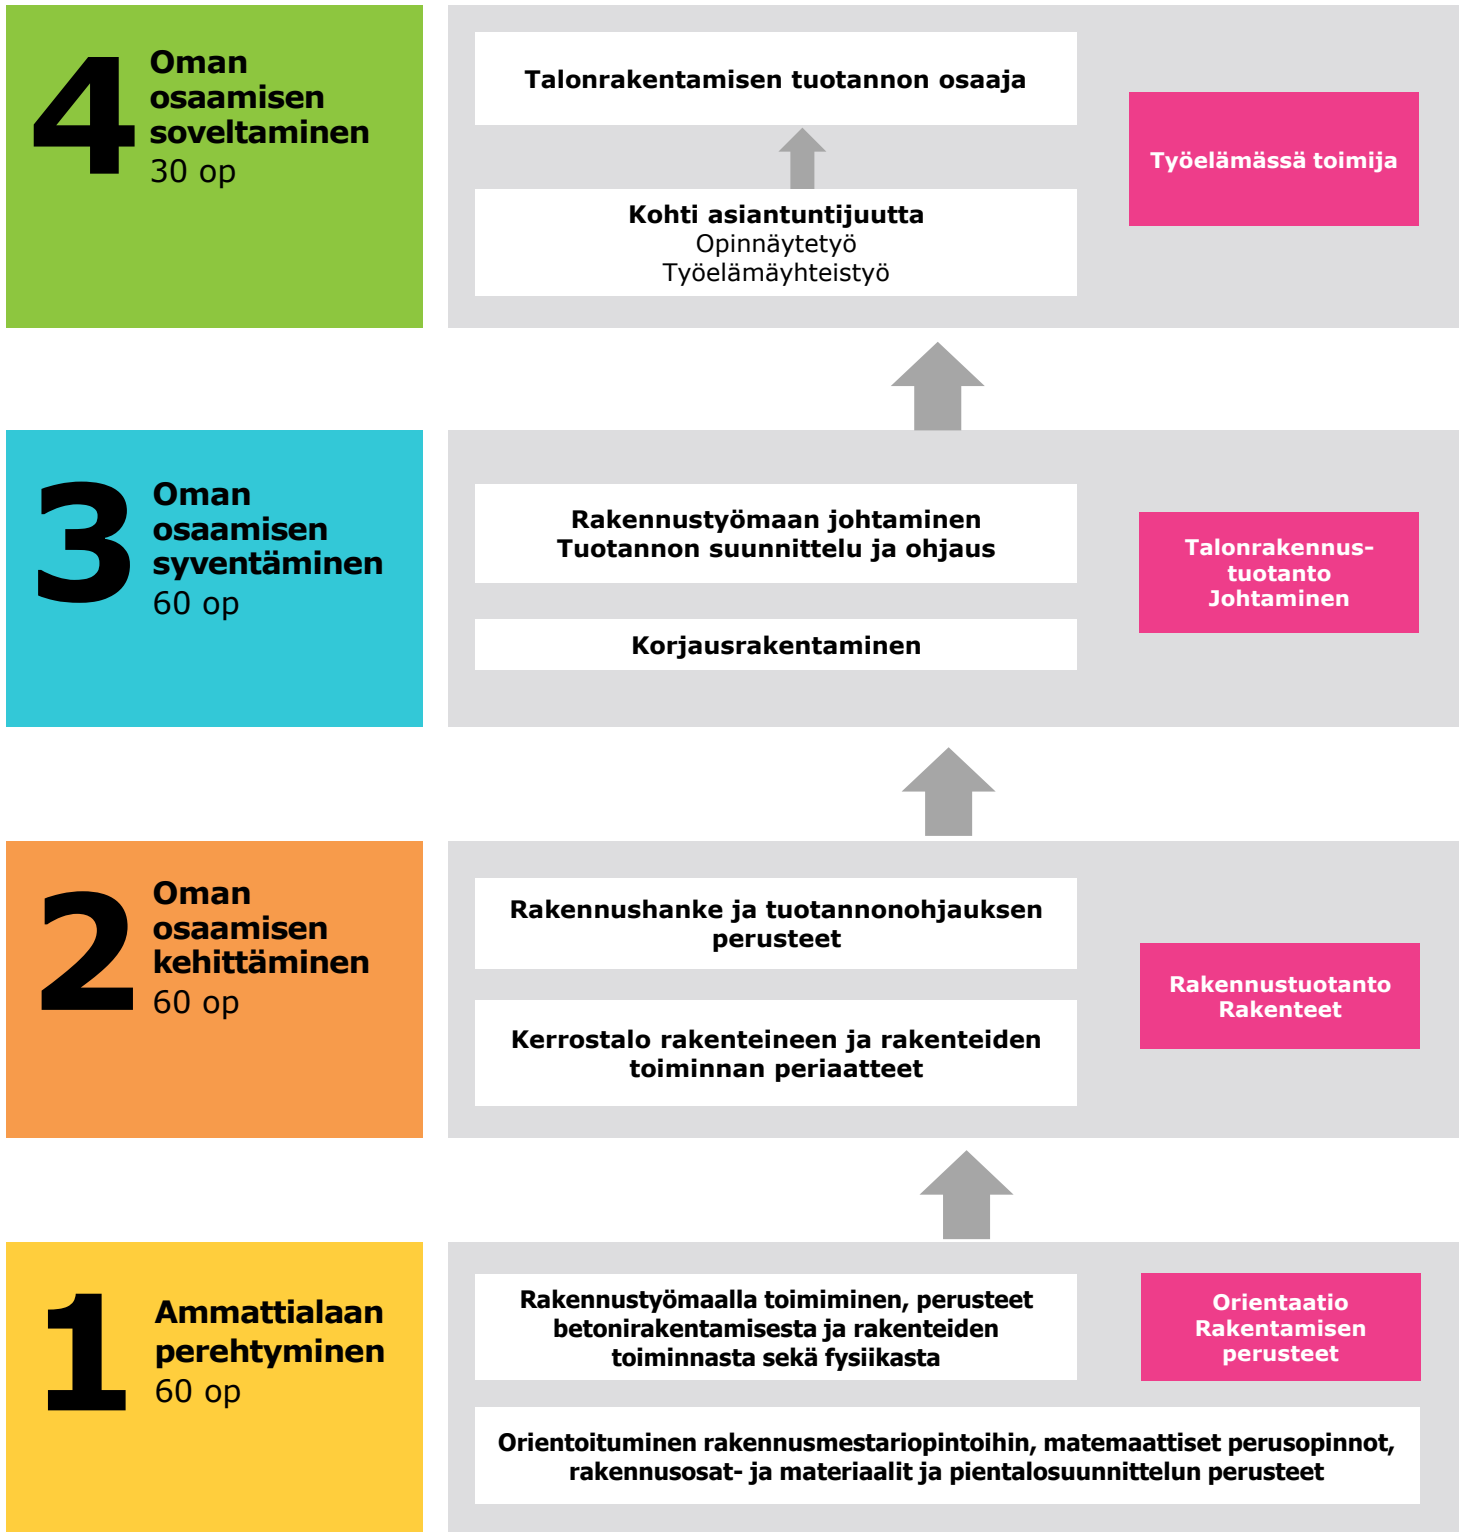 4
Oman
osaamisen
soveltaminen
30 op
Talonrakentamisen tuotannon osaaja
Kohti asiantuntijuutta
Opinnäytetyö
Työelämäyhteistyö
Työelämässä toimija
3
Oman
osaamisen
syventäminen
60 op
Rakennustyömaan johtaminen
Tuotannon suunnittelu ja ohjaus
Korjausrakentaminen
Talonrakennus-
tuotanto
Johtaminen
2
Oman
osaamisen
kehittäminen
60 op
Rakennushanke ja tuotannonohjauksen
perusteet
Kerrostalo rakenteineen ja rakenteiden
toiminnan periaatteet
Rakennustuotanto
Rakenteet
1
Ammattialaan
perehtyminen
60 op
Rakennustyömaalla toimiminen, perusteet
betonirakentamisesta ja rakenteiden
toiminnasta sekä fysiikasta
Orientaatio
Rakentamisen
perusteet
Orientoituminen rakennusmestariopintoihin, matemaattiset perusopinnot,
rakennusosat- ja materiaalit ja pientalosuunnittelun perusteet